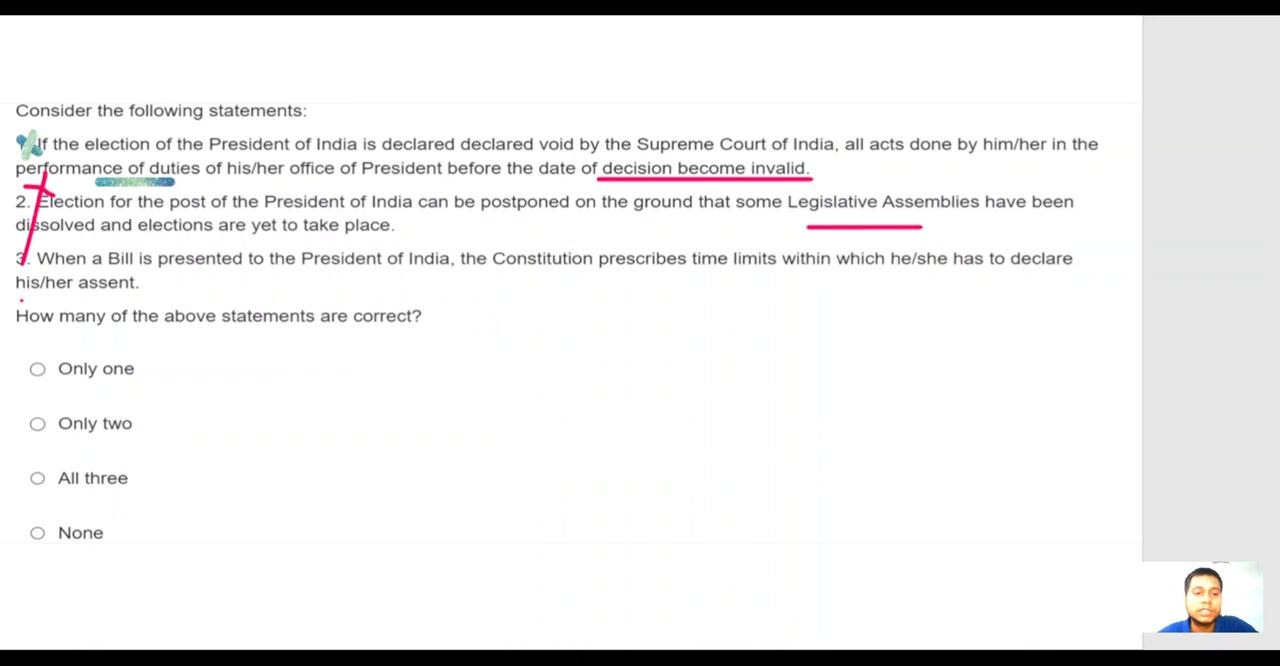 Consider the following statements:
If the election of the President of India is declared declared void by the Supreme Court of India, all acts done by him/her in the
performance of duties of his/her office of President before the date of decision become invalid.
2. Election for the post of the President of India can be postponed on the ground that some Legislative Assemblies have been
dissolved and elections are yet to take place.
3. When a Bill is presented to the President of India, the Constitution prescribes time limits within which he/she has to declare
his/her assent.
How many of the above statements are correct?
Only one
Only two
All three
None